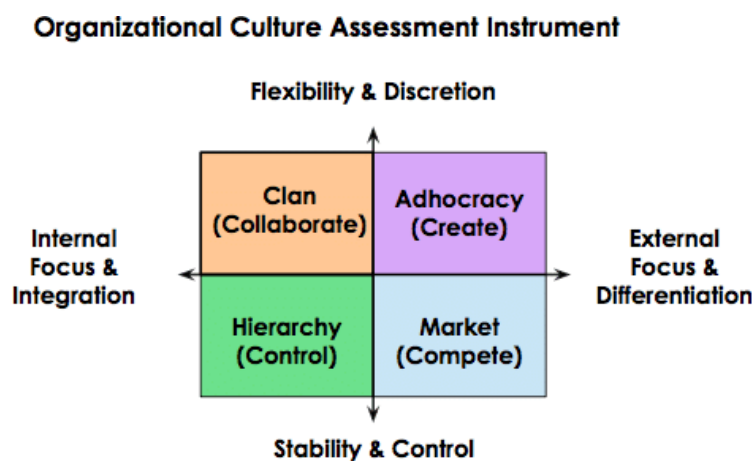 Organizational Culture Assessment Instrument
Flexibility & Discretion
Clan
(Collaborate)
Adhocracy
(Create)
Internal
Focus &
Integration
External
Focus &
Differentiation
Hierarchy
(Control)
Market
(Compete)
Stability & Control